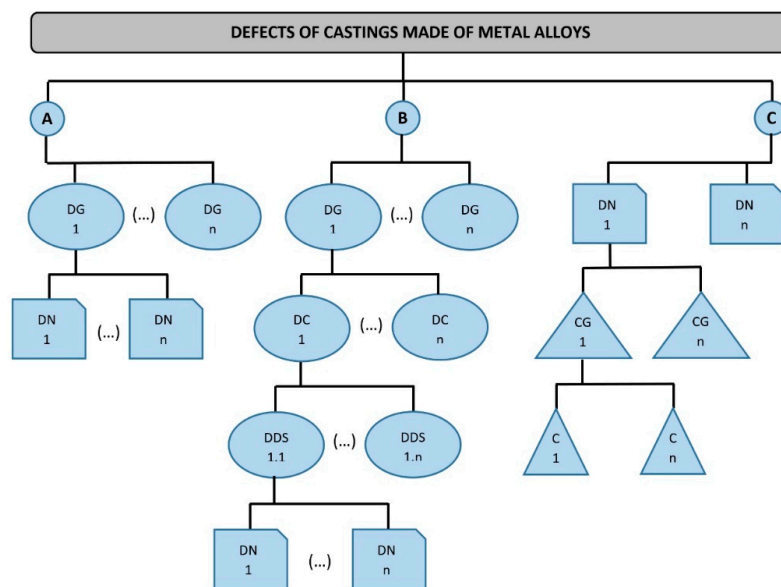 DEFECTS OF CASTINGS MADE OF METAL ALLOYS
A
B
C
DG
1
(...)
DG
n
DG
1
(...)
DG
n
DN
1
DN
n
DN
1
(...)
DN
n
DC
1
(...)
DC
n
CG
1
CG
n
DDS
1.1
(...)
DDS
1.n
C
1
C
n
DN
1
(...)
DN
n